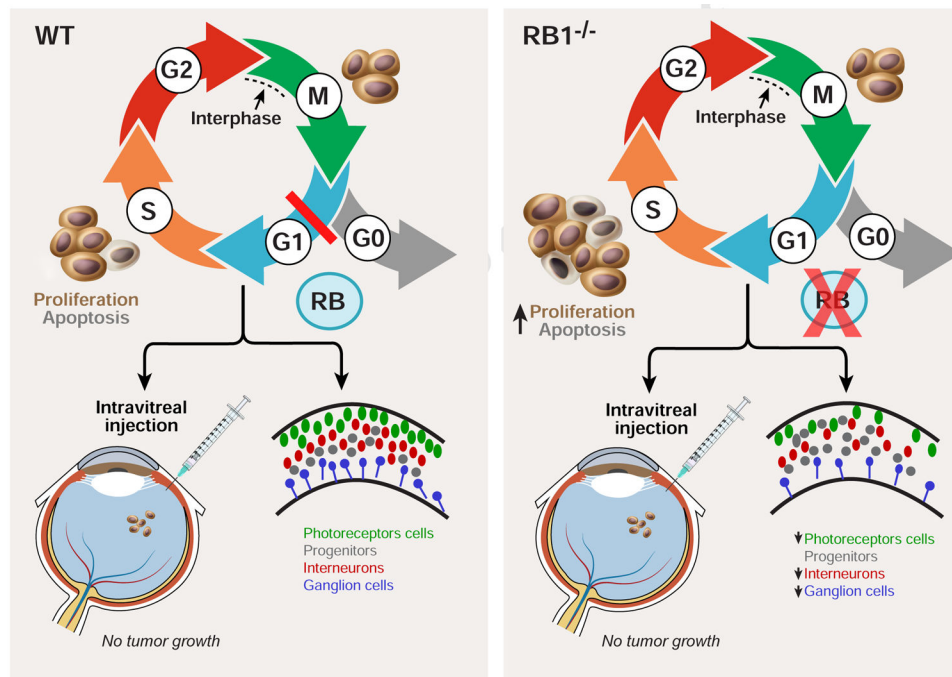 WT
G2
M
Interphase
S
G1
G0
RB
Proliferation
Apoptosis
Intravitreal
injection
Photoreceptors cells
Progenitors
Interneurons
Ganglion cells
No tumor growth
RB1-/-
G2
M
Interphase
S
G1
G0
RB
Proliferation
Apoptosis
Intravitreal
injection
Photoreceptors cells
Progenitors
Interneurons
Ganglion cells
No tumor growth